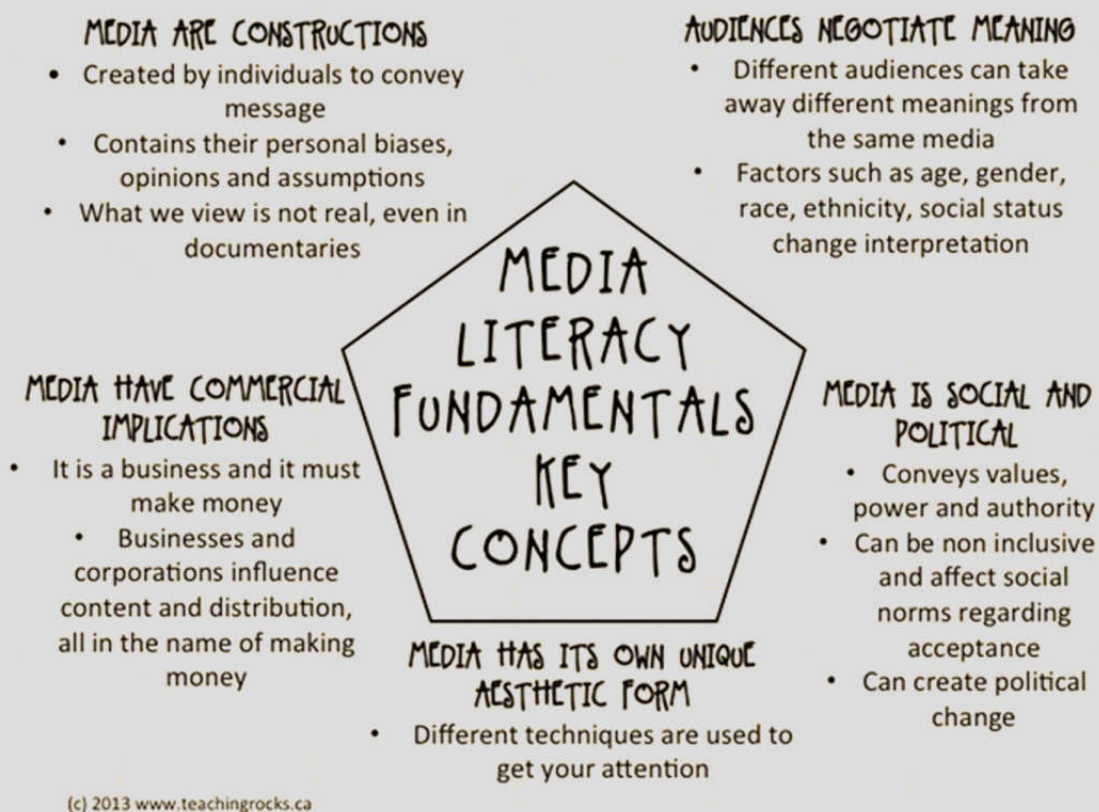 MEDIA ARE CONSTRUCTIONS
• Created by individuals to convey
message
• Contains their personal biases,
opinions and assumptions
• What we view is not real, even in
documentaries
AUDIENCES NEGOTIATE MEANING
• Different audiences can take
away different meanings from
the same media
• Factors such as age, gender,
race, ethnicity, social status
change interpretation
MEDIA
LITERACY
FUNDAMENTALS
KEY
CONCEPTS
MEDIA HAVE COMMERCIAL
IMPLICATIONS
• It is a business and it must
make money
• Businesses and
corporations influence
content and distribution,
all in the name of making
money
MEDIA IS SOCIAL AND
POLITICAL
• Conveys values,
power and authority
• Can be non inclusive
and affect social
norms regarding
acceptance
• Can create political
change
MEDIA HAS ITS OWN UNIQUE
AESTHETIC FORM
• Different techniques are used to
get your attention
(c) 2013 www.teachingrocks.ca